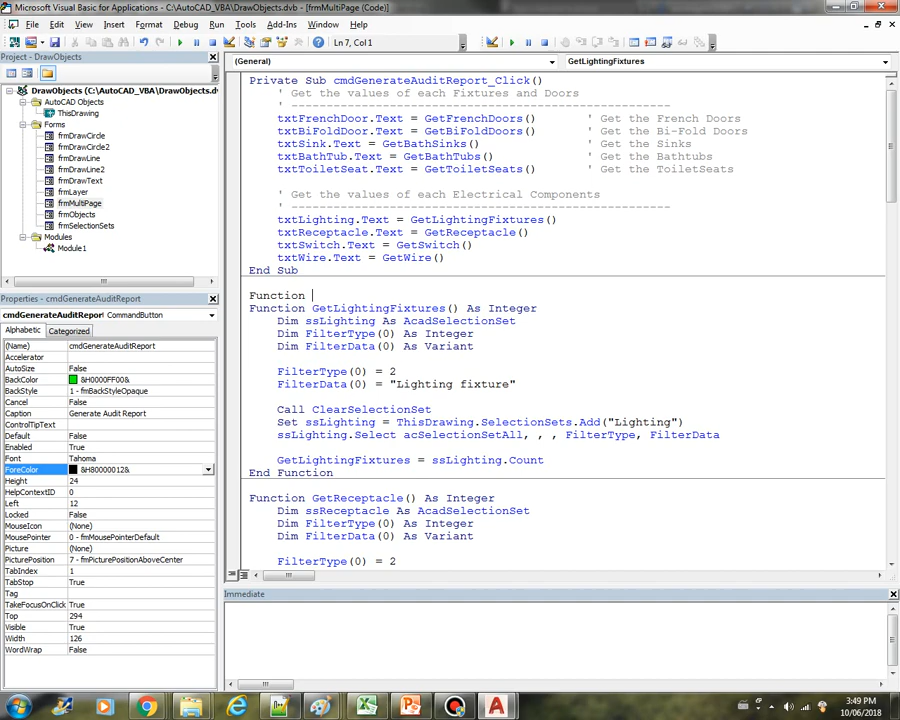 Microsoft Visual Basic for Applications - C:\AutoCAD_VBA\DrawObjects.dvb - [frmMultiPage (Code)]
File Edit View Insert Format Debug Run Tools Add-Ins Window Help
Ln 7, Col 1
Project - DrawObjects
DrawObjects (C:\AutoCAD_VBA\DrawObjects.dv
AutoCAD Objects
ThisDrawing
Forms
frmDrawCircle
frmDrawCircle2
frmDrawLine
frmDrawLine2
frmDrawText
frmLayer
frmMultiPage
frmObjects
frmSelectionSets
Modules
Module1
Properties - cmdGenerateAuditReport
cmdGenerateAuditRepor CommandButton
Alphabetic Categorized
(Name) cmdGenerateAuditReport
Accelerator
AutoSize False
BackColor &H0000FF00&
BackStyle 1 - fmBackStyleOpaque
Cancel False
Caption Generate Audit Report
ControlTipText
Default False
Enabled True
Font Tahoma
ForeColor &H80000012&
Height 24
HelpContextID 0
Left 12
Locked False
MouseIcon (None)
MousePointer 0 - fmMousePointerDefault
Picture (None)
PicturePosition 7 - fmPicturePositionAboveCenter
TabIndex 1
TabStop True
Tag
TakeFocusOnClick True
Top 294
Visible True
Width 126
WordWrap False
(General) GetLightingFixtures
Private Sub cmdGenerateAuditReport_Click()
' Get the values of each Fixtures and Doors
' ------------------------------------------------------
txtFrenchDoor.Text = GetFrenchDoors() ' Get the French Doors
txtBiFoldDoor.Text = GetBiFoldDoors() ' Get the Bi-Fold Doors
txtSink.Text = GetBathSinks() ' Get the Sinks
txtBathTub.Text = GetBathTubs() ' Get the Bathtubs
txtToiletSeat.Text = GetToiletSeats() ' Get the ToiletSeats
' Get the values of each Electrical Components
' ------------------------------------------------------
txtLighting.Text = GetLightingFixtures()
txtReceptacle.Text = GetReceptacle()
txtSwitch.Text = GetSwitch()
txtWire.Text = GetWire()
End Sub
Function
Function GetLightingFixtures() As Integer
Dim ssLighting As AcadSelectionSet
Dim FilterType(0) As Integer
Dim FilterData(0) As Variant
FilterType(0) = 2
FilterData(0) = "Lighting fixture"
Call ClearSelectionSet
Set ssLighting = ThisDrawing.SelectionSets.Add("Lighting")
ssLighting.Select acSelectionSetAll, , , FilterType, FilterData
GetLightingFixtures = ssLighting.Count
End Function
Function GetReceptacle() As Integer
Dim ssReceptacle As AcadSelectionSet
Dim FilterType(0) As Integer
Dim FilterData(0) As Variant
FilterType(0) = 2
Immediate
3:49 PM
10/06/2018